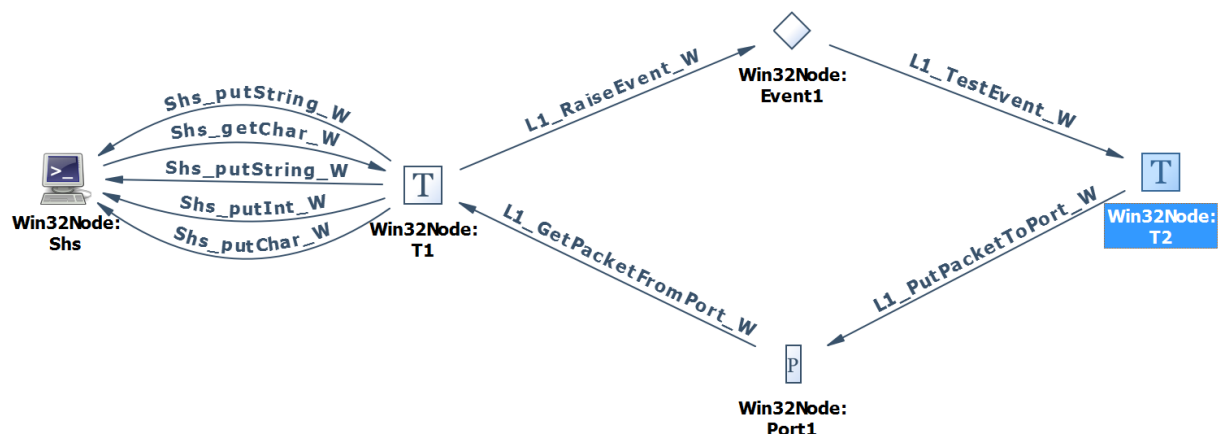 Win32Node:
Event1
L1_RaiseEvent_W
L1_TestEvent_W
Shs_putString_W
Shs_getChar_W
Shs_putString_W
Shs_putInt_W
Shs_putChar_W
>_
Win32Node:
Shs
T
Win32Node:
T1
T
Win32Node:
T2
L1_GetPacketFromPort_W
L1_PutPacketToPort_W
P
Win32Node:
Port1